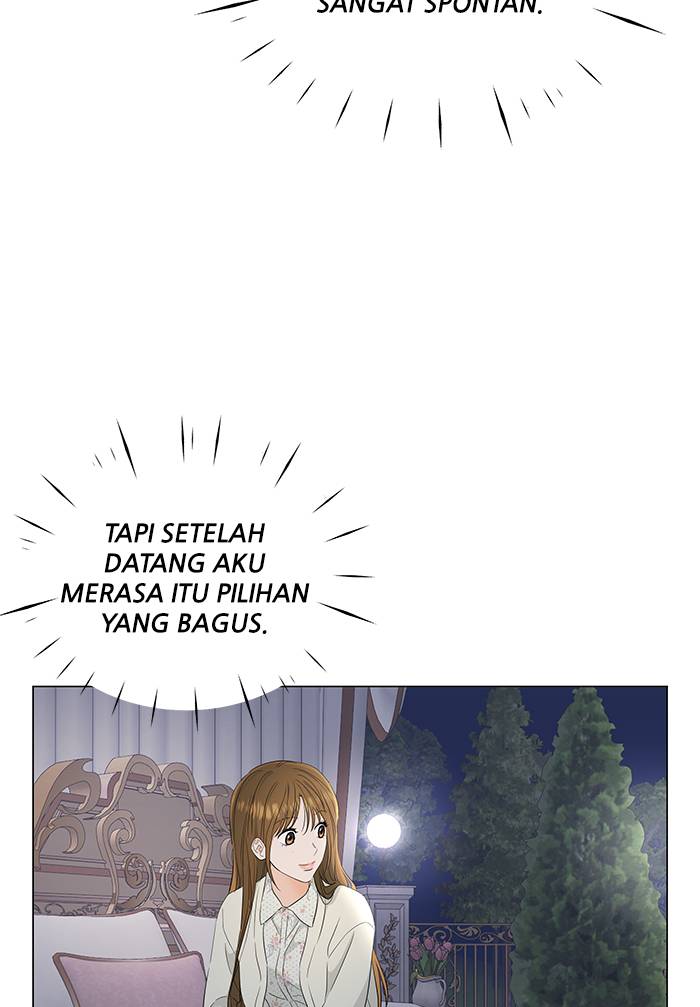 SANGAT SPONTAN.
TAPI SETELAH
DATANG AKU
MERASA ITU PILIHAN
YANG BAGUS.